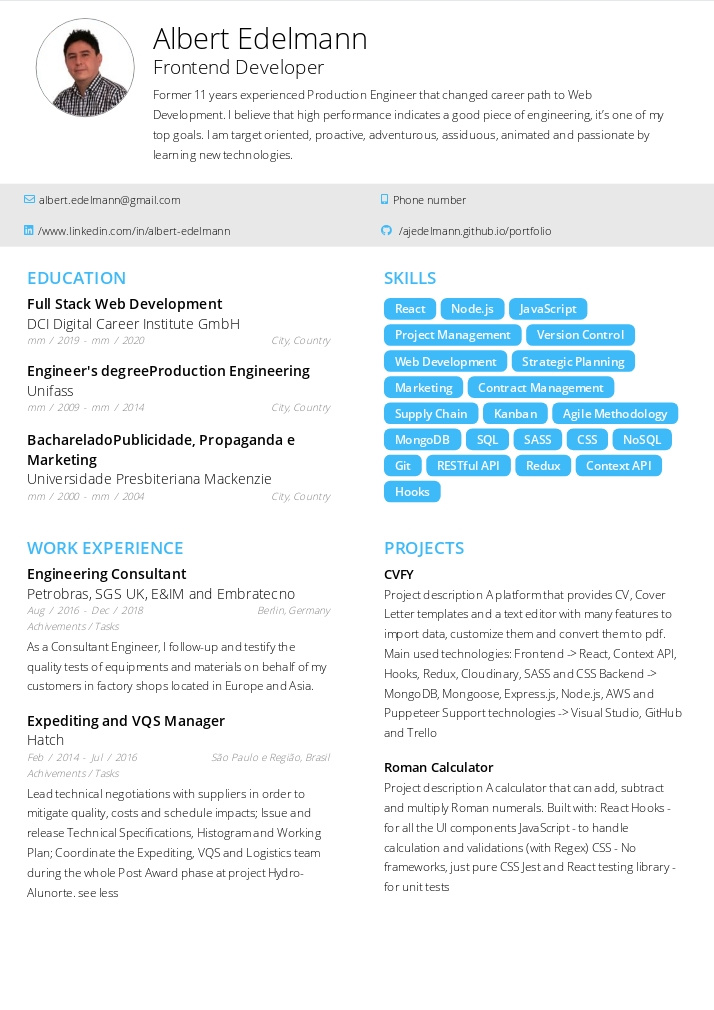 Albert Edelmann
Frontend Developer
Former 11 years experienced Production Engineer that changed career path to Web
Development. I believe that high performance indicates a good piece of engineering, it's one of my
top goals. I am target oriented, proactive, adventurous, assiduous, animated and passionate by
learning new technologies.
albert.edelmann@gmail.com
Phone number
/www.linkedin.com/in/albert-edelmann
/ajedelmann.github.io/portfolio
EDUCATION
Full Stack Web Development
DCI Digital Career Institute GmbH
mm / 2019 - mm / 2020 City, Country
Engineer's degreeProduction Engineering
Unifass
mm / 2009 - mm / 2014 City, Country
BachareladoPublicidade, Propaganda e
Marketing
Universidade Presbiteriana Mackenzie
mm / 2000 - mm / 2004 City, Country
SKILLS
React Node.js JavaScript
Project Management Version Control
Web Development Strategic Planning
Marketing Contract Management
Supply Chain Kanban Agile Methodology
MongoDB SQL SASS CSS NoSQL
Git RESTful API Redux Context API
Hooks
WORK EXPERIENCE
Engineering Consultant
Petrobras, SGS UK, E&IM and Embratecno
Aug / 2016 - Dec / 2018 Berlin, Germany
Achivements / Tasks
As a Consultant Engineer, I follow-up and testify the
quality tests of equipments and materials on behalf of my
customers in factory shops located in Europe and Asia.
Expediting and VQS Manager
Hatch
Feb / 2014 - Jul / 2016 São Paulo e Região, Brasil
Achivements / Tasks
Lead technical negotiations with suppliers in order to
mitigate quality, costs and schedule impacts; Issue and
release Technical Specifications, Histogram and Working
Plan; Coordinate the Expediting, VQS and Logistics team
during the whole Post Award phase at project Hydro-
Alunorte. see less
PROJECTS
CVFY
Project description A platform that provides CV, Cover
Letter templates and a text editor with many features to
import data, customize them and convert them to pdf.
Main used technologies: Frontend -> React, Context API,
Hooks, Redux, Cloudinary, SASS and CSS Backend ->
MongoDB, Mongoose, Express.js, Node.js, AWS and
Puppeteer Support technologies -> Visual Studio, GitHub
and Trello
Roman Calculator
Project description A calculator that can add, subtract
and multiply Roman numerals. Built with: React Hooks -
for all the UI components JavaScript - to handle
calculation and validations (with Regex) CSS - No
frameworks, just pure CSS Jest and React testing library -
for unit tests